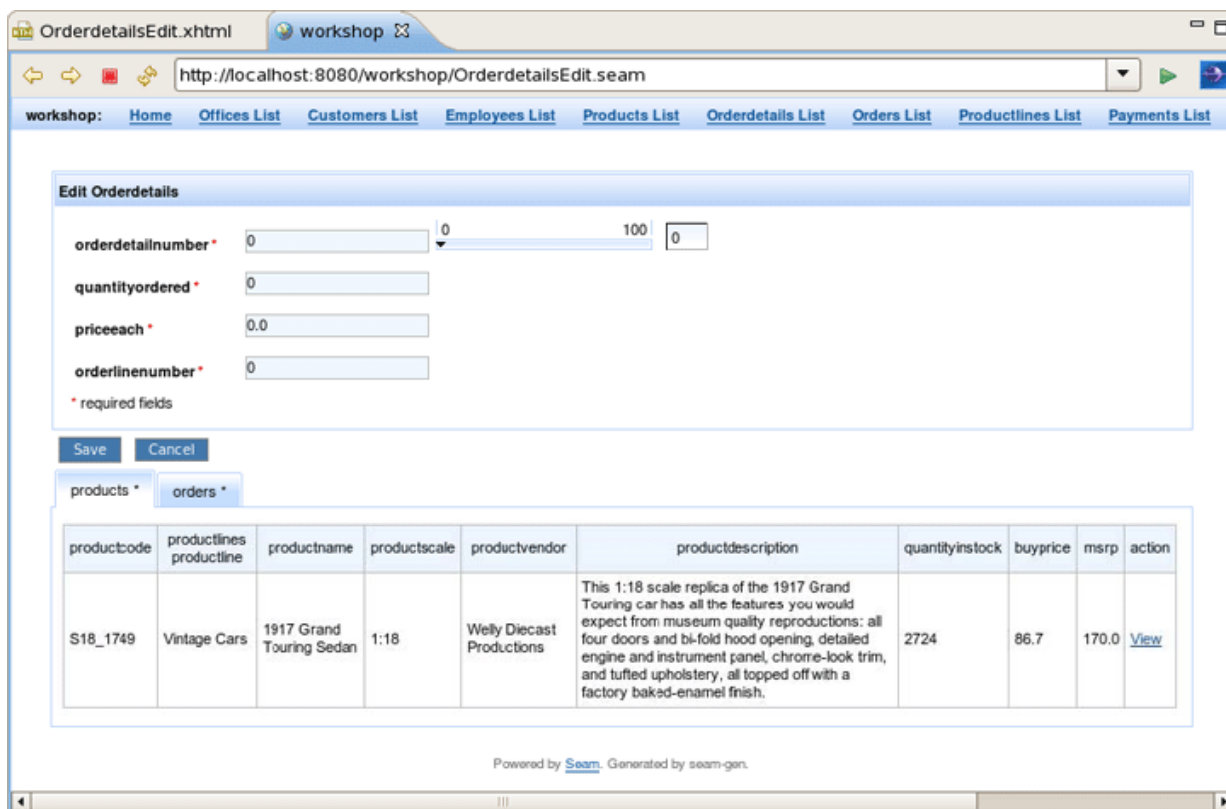 OrderdetailsEdit.xhtml workshop
http://localhost:8080/workshop/OrderdetailsEdit.seam
workshop: Home Offices List Customers List Employees List Products List Orderdetails List Orders List Productlines List Payments List
Edit Orderdetails
orderdetailnumber * 0 0 100 0
quantityordered * 0
priceeach * 0.0
orderlinenumber * 0
* required fields
Save Cancel
products * orders *
productcode productlines productline productname productscale productvendor productdescription quantityinstock buyprice msrp action
S18_1749 Vintage Cars 1917 Grand Touring Sedan 1:18 Welly Diecast Productions
This 1:18 scale replica of the 1917 Grand
Touring car has all the features you would
expect from museum quality reproductions: all
four doors and bi-fold hood opening, detailed
engine and instrument panel, chrome-look trim,
and tufted upholstery, all topped off with a
factory baked-enamel finish.
2724 86.7 170.0 View
Powered by Seam. Generated by seam-gen.